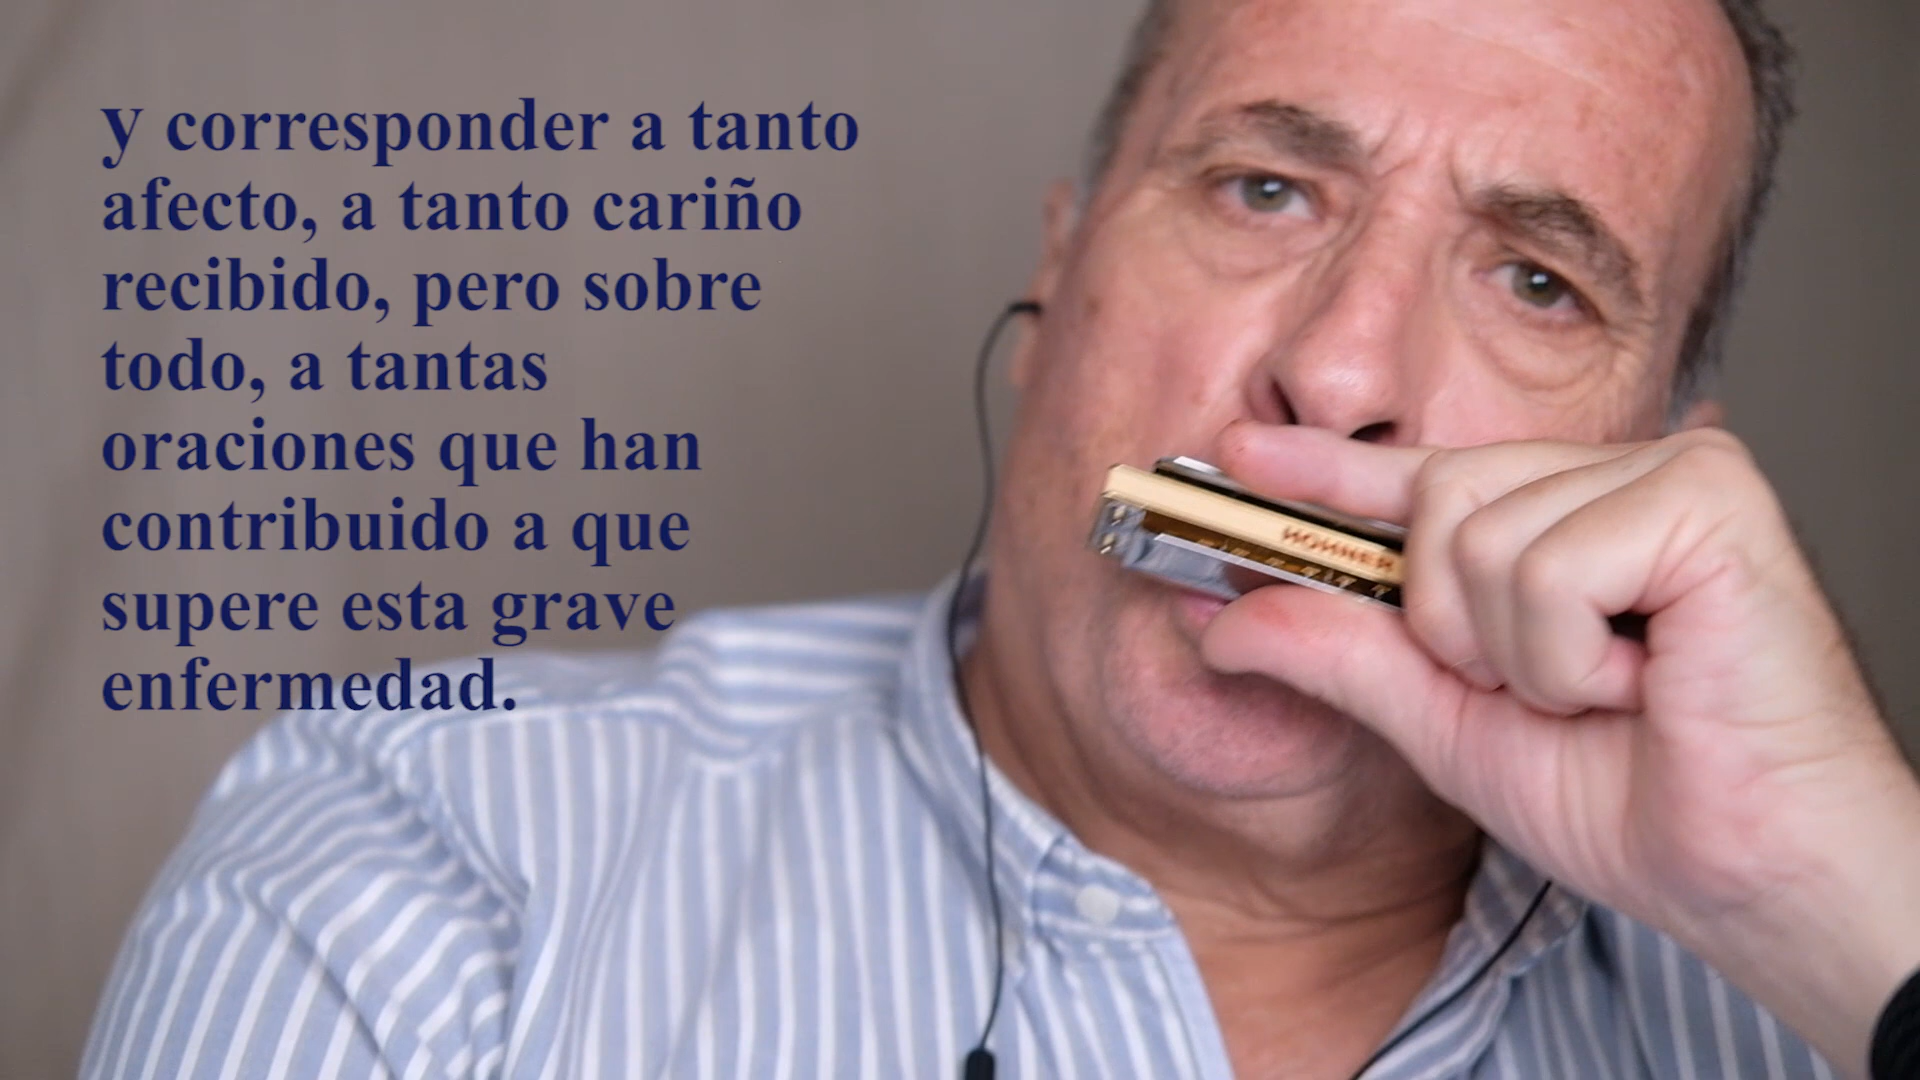 y corresponder a tanto
afecto, a tanto cariño
recibido, pero sobre
todo, a tantas
oraciones que han
contribuido a que
supere esta grave
enfermedad.
HOHNER